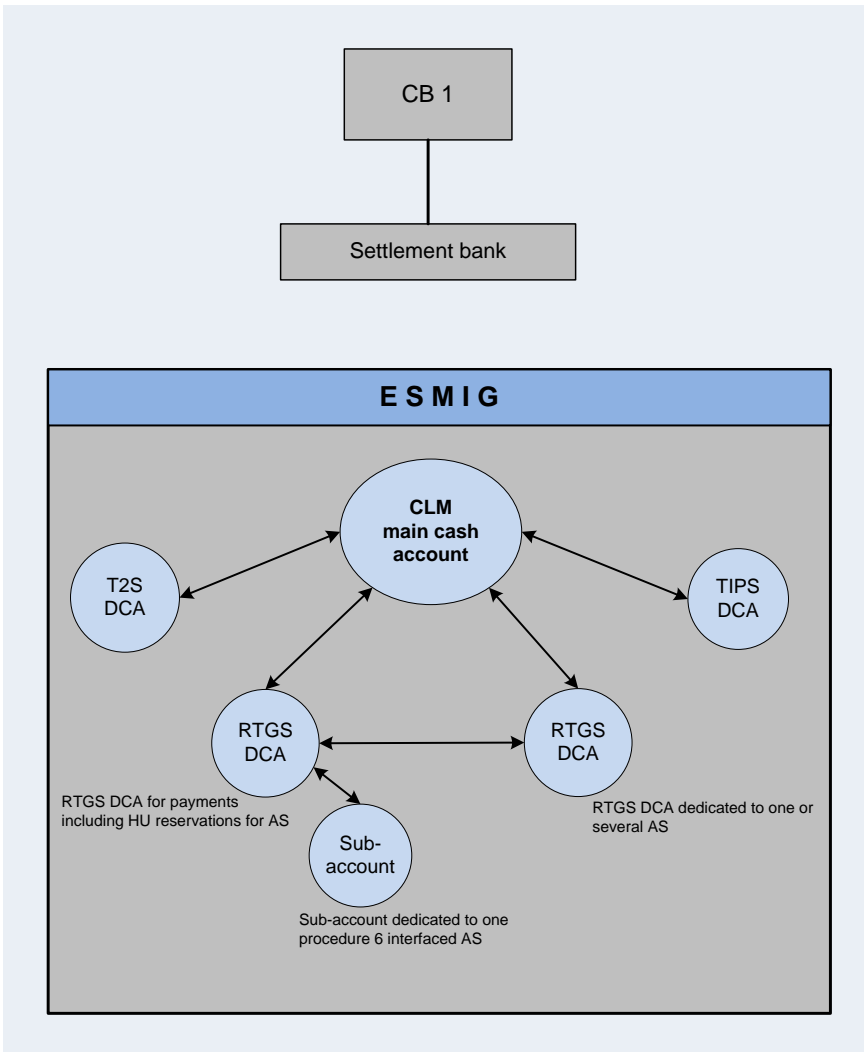 CB 1
Settlement bank
E S M I G
CLM
main cash
account
T2S
DCA
TIPS
DCA
RTGS
DCA
RTGS
DCA
RTGS DCA for payments
including HU reservations for AS
RTGS DCA dedicated to one or
several AS
Sub-
account
Sub-account dedicated to one
procedure 6 interfaced AS